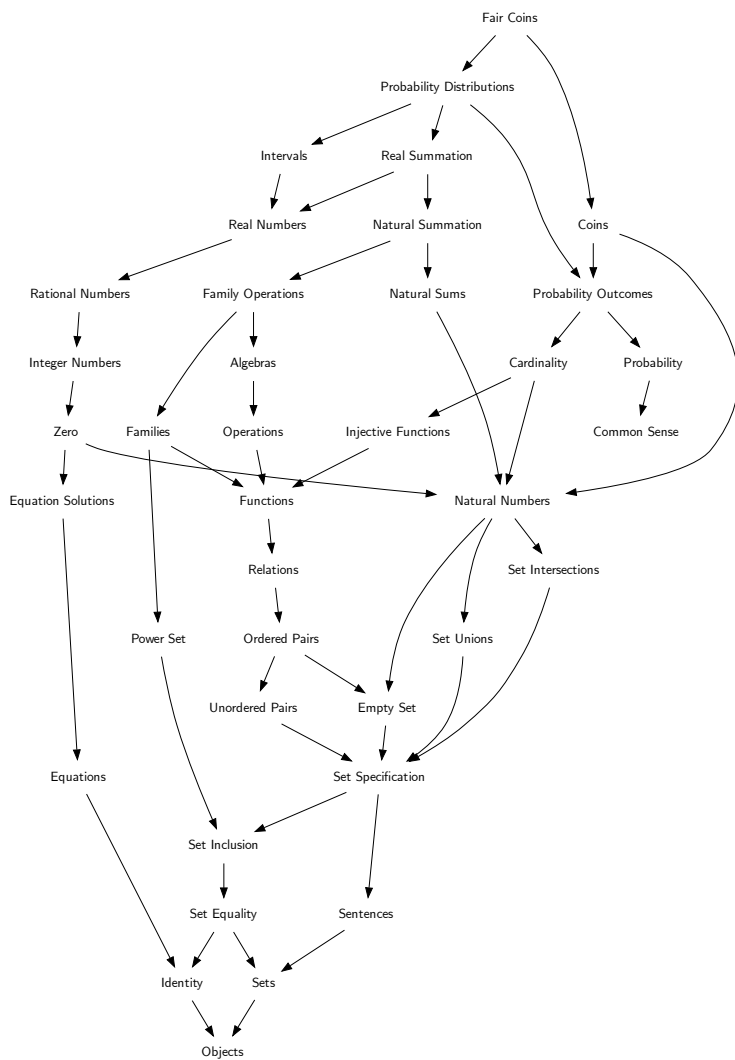 Fair Coins
Probability Distributions
Intervals
Real Summation
Real Numbers
Natural Summation
Coins
Rational Numbers
Family Operations
Natural Sums
Probability Outcomes
Integer Numbers
Algebras
Cardinality
Probability
Zero
Families
Operations
Injective Functions
Common Sense
Equation Solutions
Functions
Natural Numbers
Relations
Set Intersections
Power Set
Ordered Pairs
Set Unions
Unordered Pairs
Empty Set
Equations
Set Specification
Set Inclusion
Set Equality
Sentences
Identity
Sets
Objects